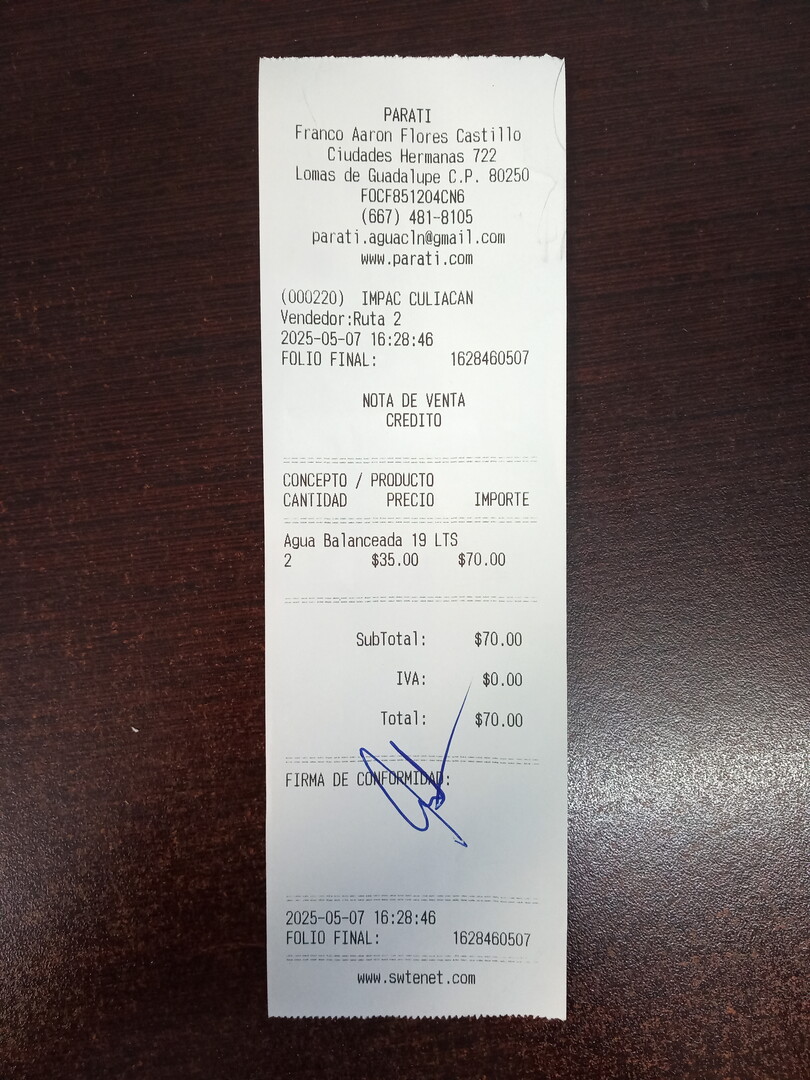 PARATI
Franco Aaron Flores Castillo
Ciudades Hermanas 722
Lomas de Guadalupe C.P. 80250
FOCF851204CN6
(667) 481-8105
parati.aguacln@gmail.com
www.parati.com
(000220) IMPAC CULIACAN
Vendedor:Ruta 2
2025-05-07 16:28:46
FOLIO FINAL: 1628460507
NOTA DE VENTA
CREDITO
CONCEPTO / PRODUCTO
CANTIDAD PRECIO IMPORTE
Agua Balanceada 19 LTS
2 $35.00 $70.00
SubTotal: $70.00
IVA: $0.00
Total: $70.00
FIRMA DE CONFORMIDAD:
2025-05-07 16:28:46
FOLIO FINAL: 1628460507
www.swtenet.com